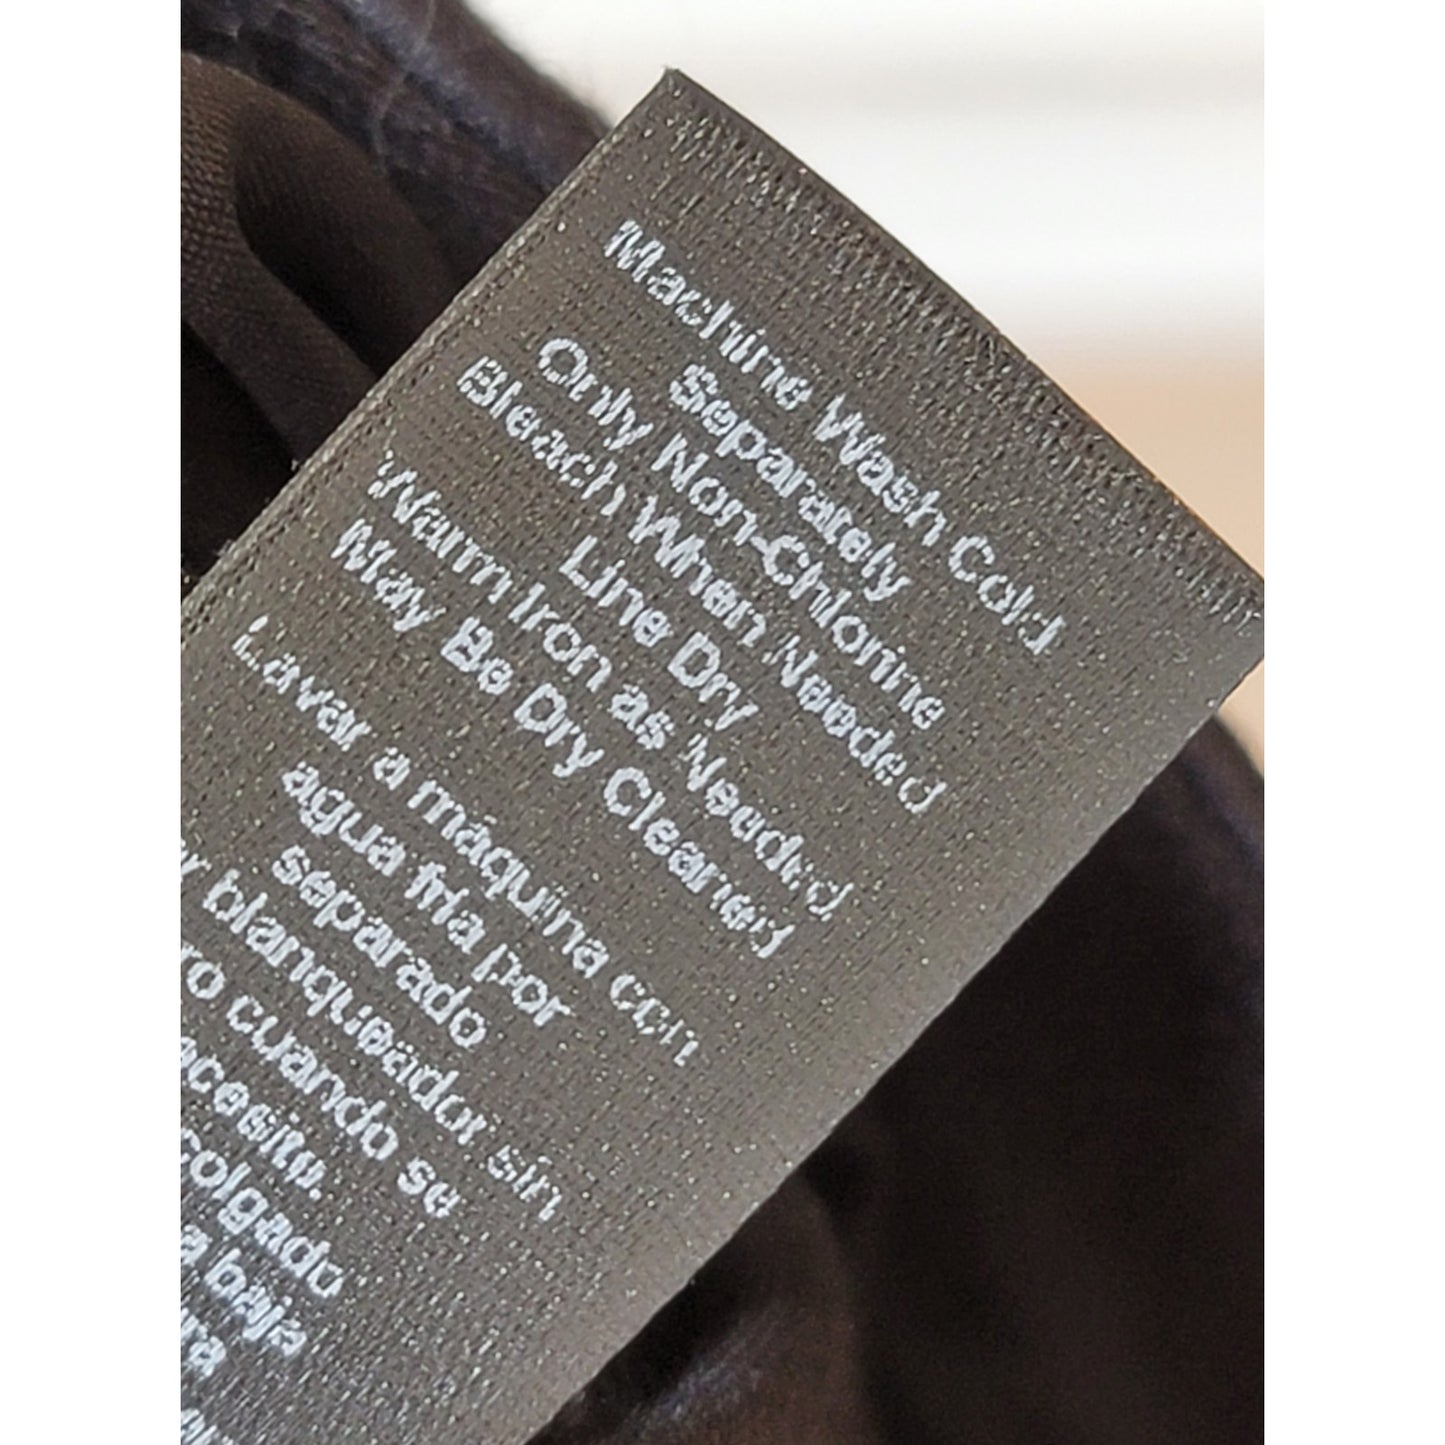 Machine Wash Cold
Separately
Only Non-Chlorine
Bleach When Needed
Line Dry
Warm Iron as Needed
May Be Dry Cleaned
Lavar a máquina con
agua fría por
separado
blanqueador sin
cuando se
colgado
a baja